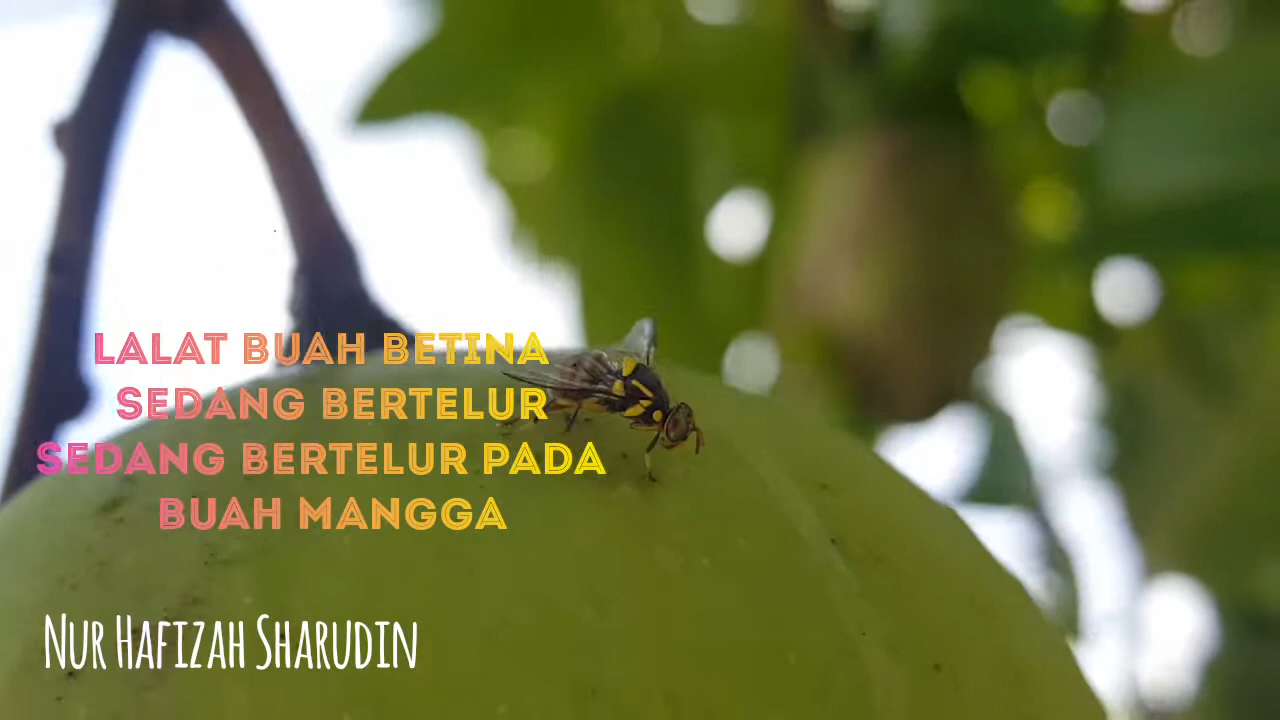 LALAT BUAH BETINA
SEDANG BERTELUR
SEDANG BERTELUR PADA
BUAH MANGGA
NUR HAFIZAH SHARUDIN